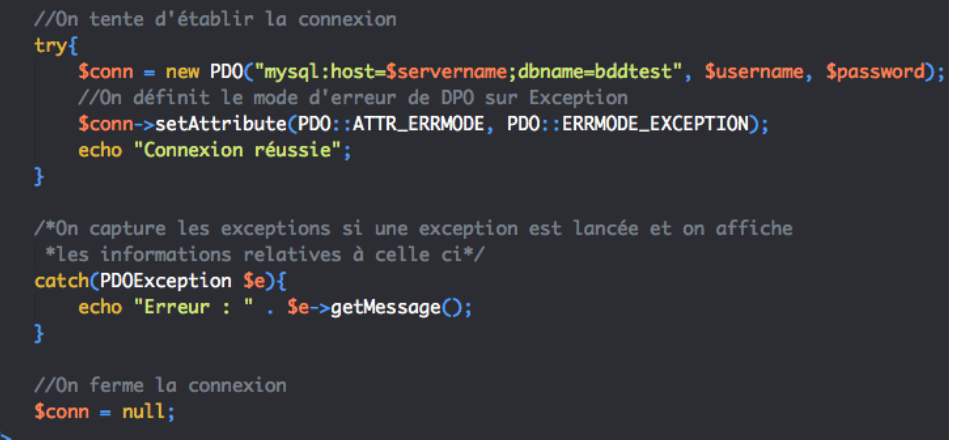 //On tente d'établir la connexion
try{
$conn = new PDO("mysql:host=$servername;dbname=bddtest", $username, $password);
//On définit le mode d'erreur de DPO sur Exception
$conn->setAttribute(PDO::ATTR_ERRMODE, PDO::ERRMODE_EXCEPTION);
echo "Connexion réussie";
}
/*On capture les exceptions si une exception est lancée et on affiche
*les informations relatives à celle ci*/
catch(PDOException $e){
echo "Erreur : " . $e->getMessage();
}
//On ferme la connexion
$conn = null;